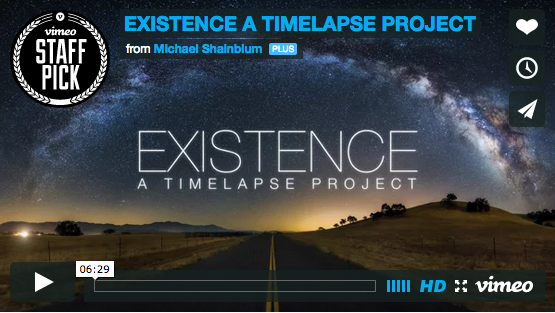 vimeo
STAFF
PICK
EXISTENCE A TIMELAPSE PROJECT
from Michael Shainblum PLUS
EXISTENCE
A TIMELAPSE PROJECT
06:29
HD vimeo